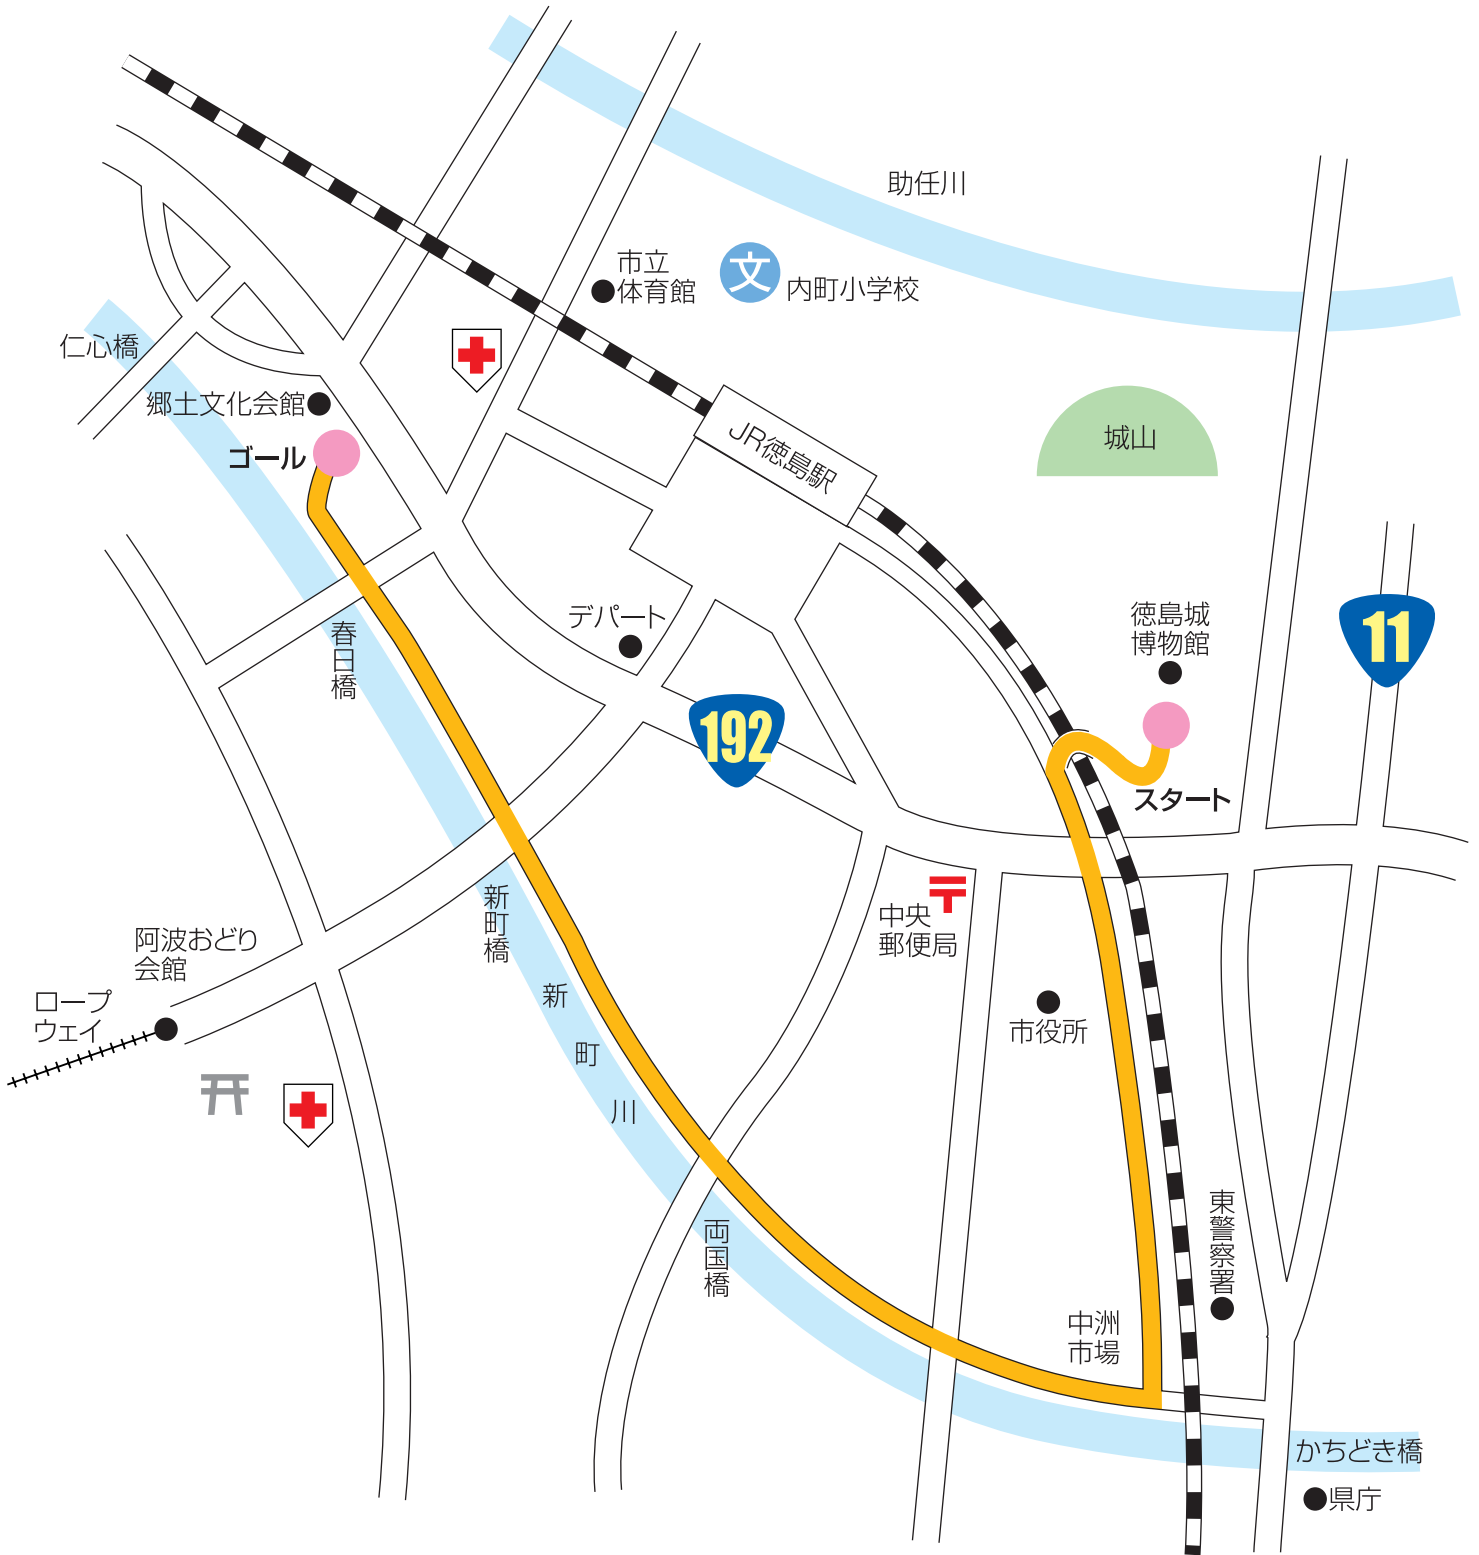 助任川
市立
体育館
文
内町小学校
仁心橋
郷土文化会館
ゴール
JR徳島駅
城山
デパート
徳島城
博物館
11
春日橋
192
スタート
新町橋
中央
郵便局
阿波おどり
会館
ロープ
ウェイ
新町川
市役所
両国橋
東警察署
中洲
市場
かちどき橋
県庁